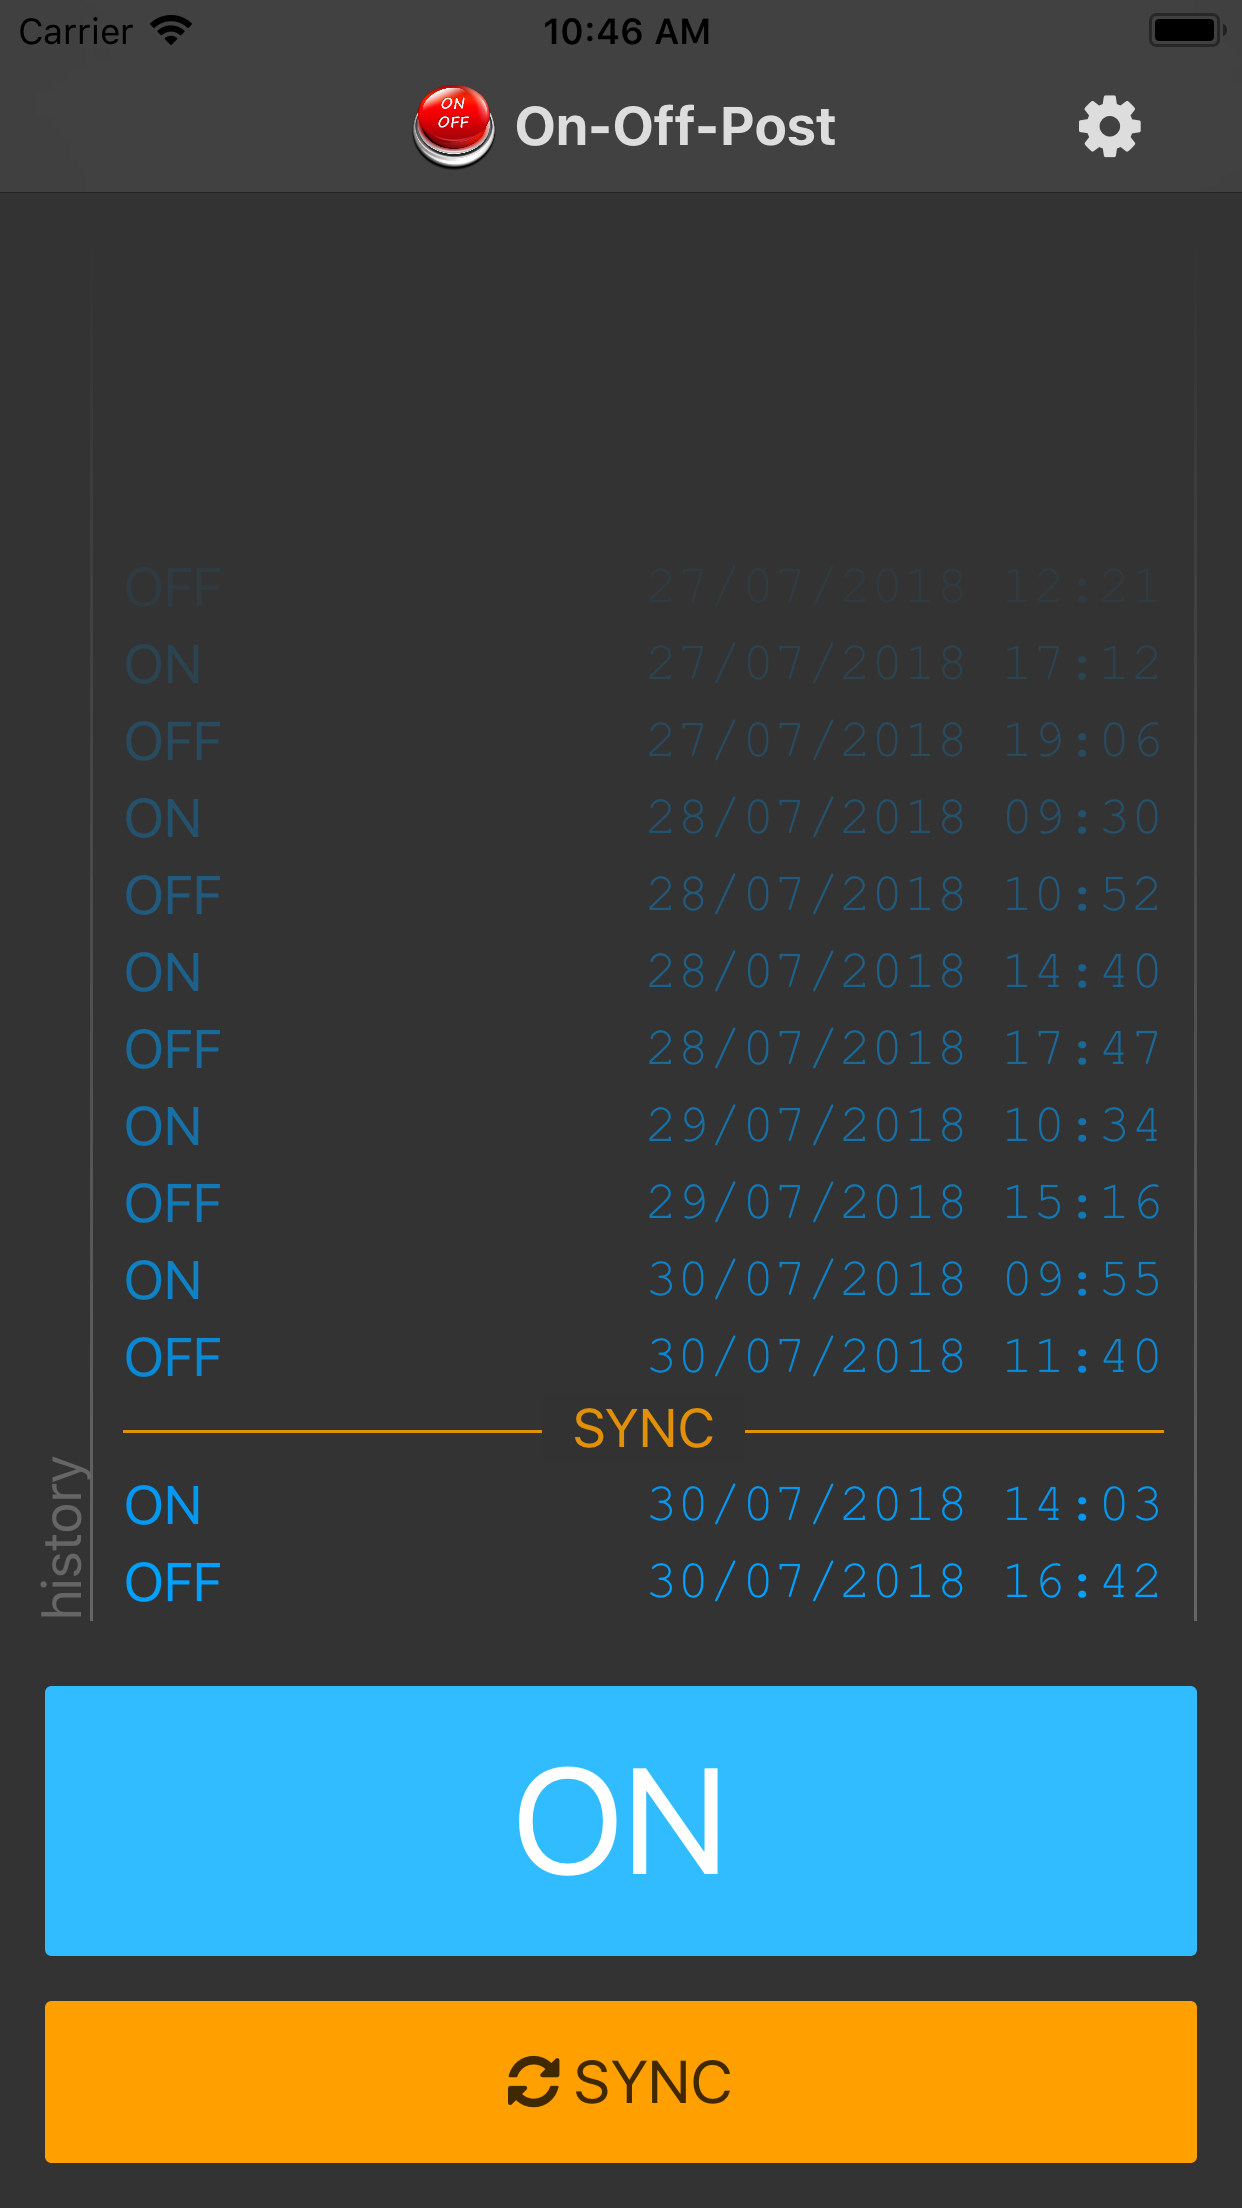 Carrier 10:46 AM
ON
OFF
On-Off-Post
OFF 27/07/2018 12:21
ON 27/07/2018 17:12
OFF 27/07/2018 19:06
ON 28/07/2018 09:30
OFF 28/07/2018 10:52
ON 28/07/2018 14:40
OFF 28/07/2018 17:47
ON 29/07/2018 10:34
OFF 29/07/2018 15:16
ON 30/07/2018 09:55
OFF 30/07/2018 11:40
SYNC
ON 30/07/2018 14:03
OFF 30/07/2018 16:42
history
ON
SYNC